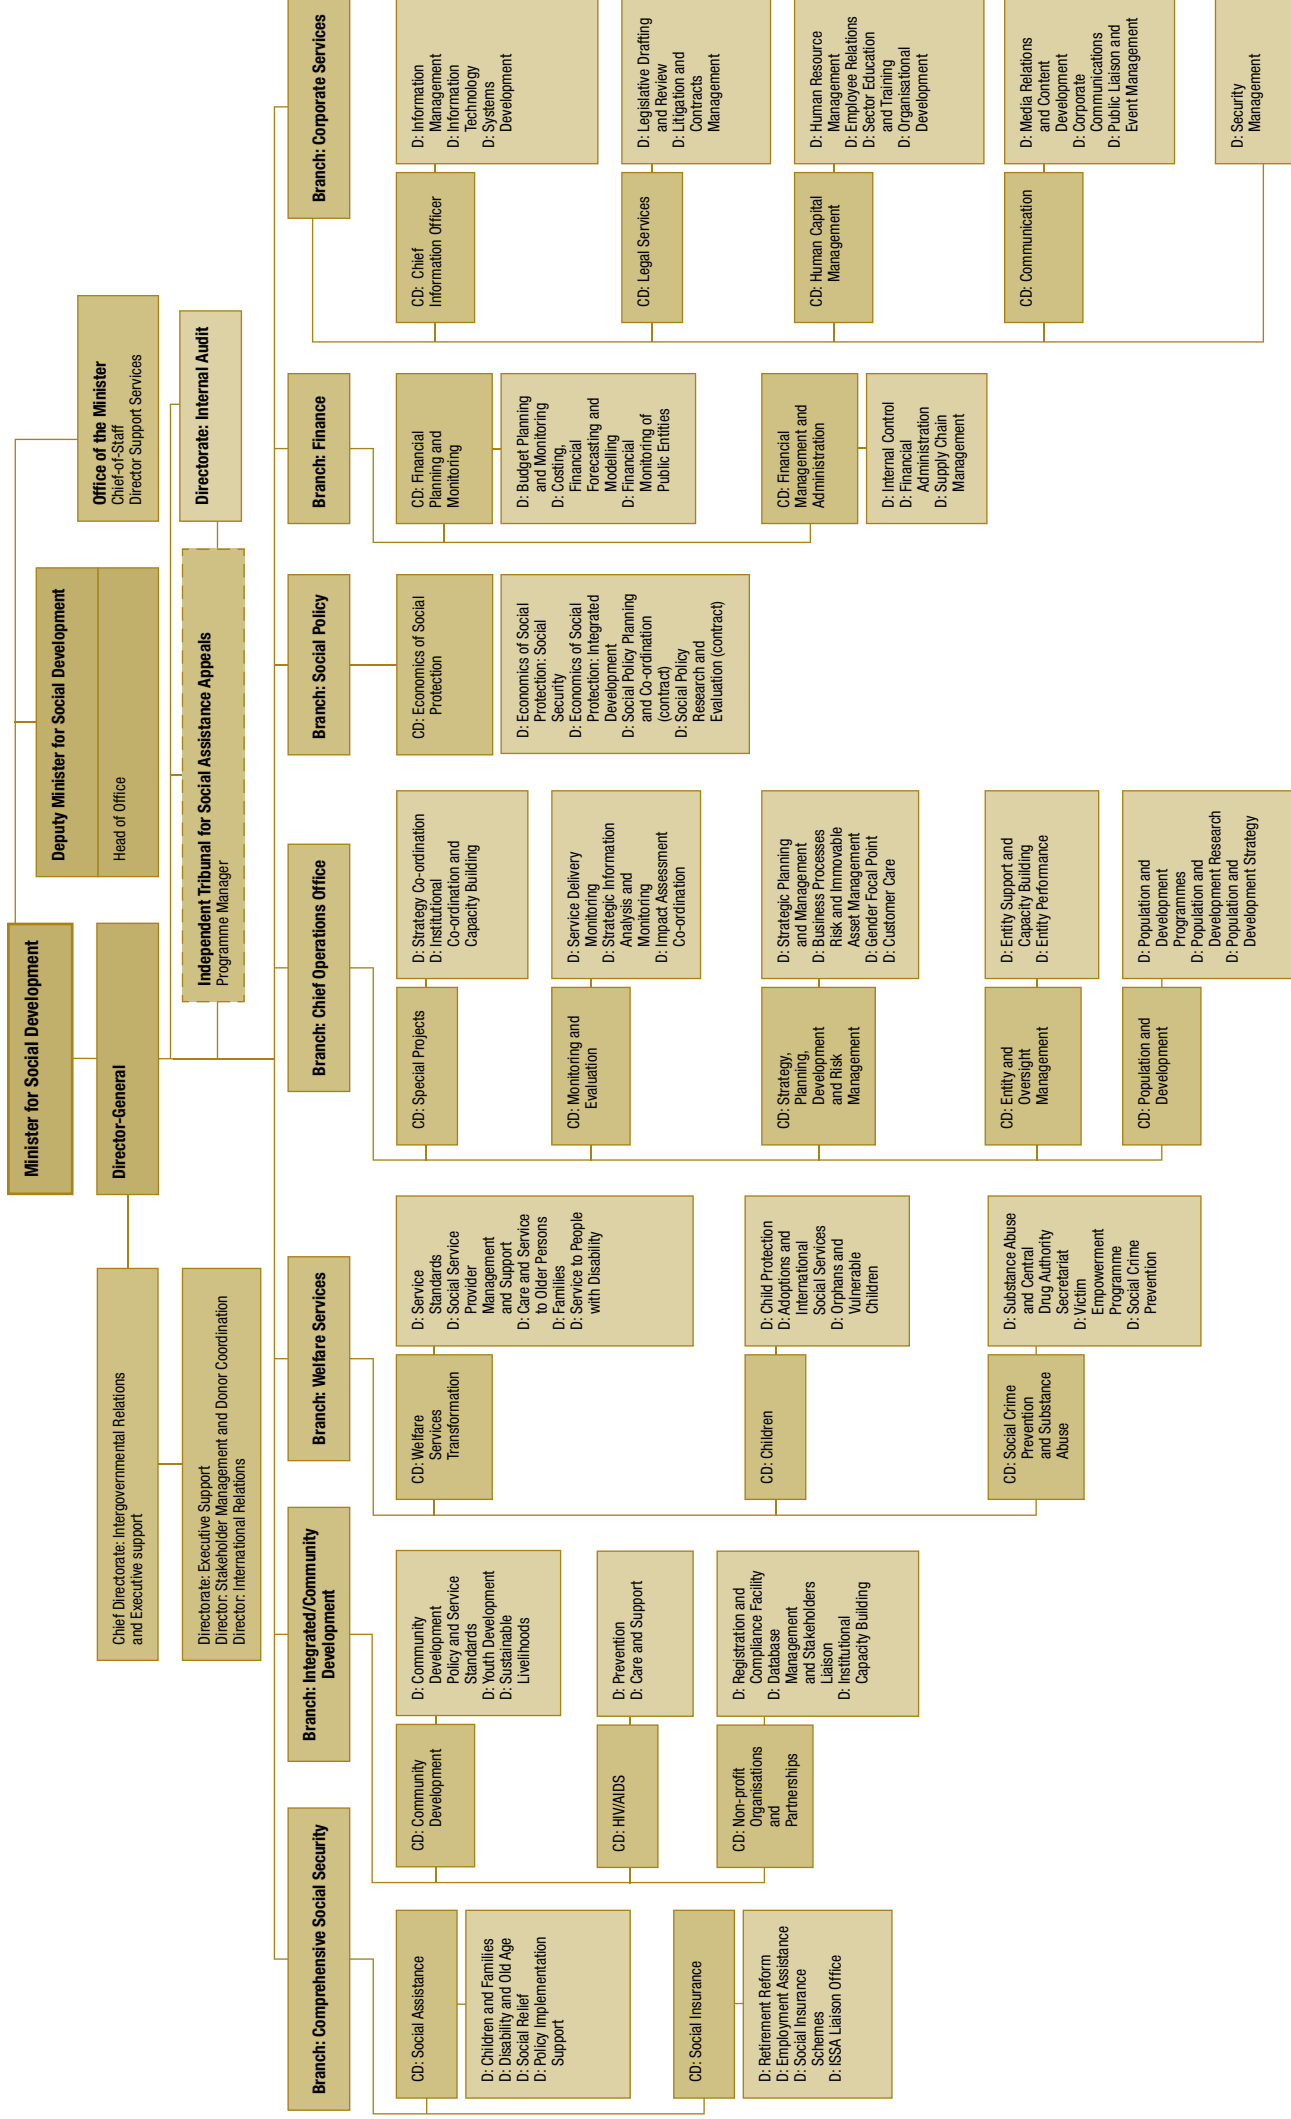 Minister for Social Development
Deputy Minister for Social Development
Head of Office
Office of the Minister
Chief-of-Staff
Director Support Services
Director-General
Chief Directorate: Intergovernmental Relations
and Executive support
Directorate: Executive Support
Director: Stakeholder Management and Donor Coordination
Director: International Relations
Independent Tribunal for Social Assistance Appeals
Programme Manager
Directorate: Internal Audit
Branch: Comprehensive Social Security
CD: Social Assistance
D: Children and Families
D: Disability and Old Age
D: Social Relief
D: Policy Implementation
Support
CD: Social Insurance
D: Retirement Reform
D: Employment Assistance
D: Social Insurance
Schemes
D: ISSA Liaison Office
Branch: Integrated/Community
Development
CD: Community
Development
D: Community
Development
Policy and Service
Standards
D: Youth Development
D: Sustainable
Livelihoods
CD: HIV/AIDS
D: Prevention
D: Care and Support
CD: Non-profit
Organisations
and
Partnerships
D: Registration and
Compliance Facility
D: Database
Management
and Stakeholders
Liaison
D: Institutional
Capacity Building
Branch: Welfare Services
CD: Welfare
Services
Transformation
D: Service
Standards
D: Social Service
Provider
Management
and Support
D: Care and Service
to Older Persons
D: Families
D: Service to People
with Disability
CD: Children
D: Child Protection
D: Adoptions and
International
Social Services
D: Orphans and
Vulnerable
Children
CD: Social Crime
Prevention
and Substance
Abuse
D: Substance Abuse
and Central
Drug Authority
Secretariat
D: Victim
Empowerment
Programme
D: Social Crime
Prevention
Branch: Chief Operations Office
CD: Special Projects
D: Strategy Co-ordination
D: Institutional
Co-ordination and
Capacity Building
CD: Monitoring and
Evaluation
D: Service Delivery
Monitoring
D: Strategic Information
Analysis and
Monitoring
D: Impact Assessment
Co-ordination
CD: Strategy,
Planning,
Development
and Risk
Management
D: Strategic Planning
and Management
D: Business Processes
Risk and Immovable
Asset Management
D: Gender Focal Point
D: Customer Care
CD: Entity and
Oversight
Management
D: Entity Support and
Capacity Building
D: Entity Performance
CD: Population and
Development
D: Population and
Development
Programmes
D: Population and
Development Research
D: Population and
Development Strategy
Branch: Social Policy
CD: Economics of Social
Protection
D: Economics of Social
Protection: Social
Security
D: Economics of Social
Protection: Integrated
Development
D: Social Policy Planning
and Co-ordination
(contract)
D: Social Policy
Research and
Evaluation (contract)
Branch: Finance
CD: Financial
Planning and
Monitoring
D: Budget Planning
and Monitoring
D: Costing,
Financial
Forecasting and
Modelling
D: Financial
Monitoring of
Public Entities
CD: Financial
Management and
Administration
D: Internal Control
D: Financial
Administration
D: Supply Chain
Management
Branch: Corporate Services
CD: Chief
Information Officer
D: Information
Management
D: Information
Technology
D: Systems
Development
CD: Legal Services
D: Legislative Drafting
and Review
D: Litigation and
Contracts
Management
CD: Human Capital
Management
D: Human Resource
Management
D: Employee Relations
D: Sector Education
and Training
D: Organisational
Development
CD: Communication
D: Media Relations
and Content
Development
D: Corporate
Communications
D: Public Liaison and
Event Management
D: Security
Management